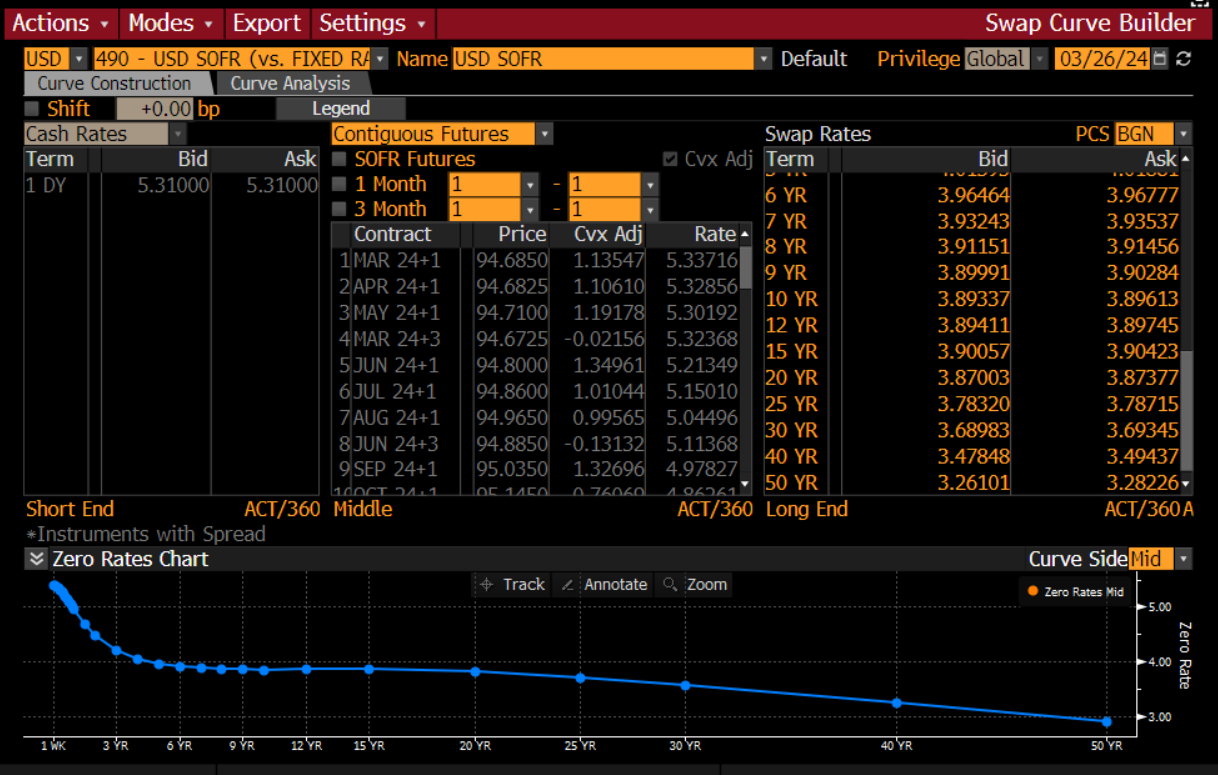 Actions Modes Export Settings Swap Curve Builder
USD 490 - USD SOFR (vs. FIXED RA Name USD SOFR Default Privilege Global 03/26/24
Curve Construction Curve Analysis
Shift +0.00 bp Legend
Cash Rates Contiguous Futures Swap Rates PCS BGN
Term Bid Ask SOFR Futures Cvx Adj Term Bid Ask
1 DY 5.31000 5.31000 1 Month 1 - 1
3 Month 1 - 1
Contract Price Cvx Adj Rate
1 MAR 24+1 94.6850 1.13547 5.33716
2 APR 24+1 94.6825 1.10610 5.32856
3 MAY 24+1 94.7100 1.19178 5.30192
4 MAR 24+3 94.6725 -0.02156 5.32368
5 JUN 24+1 94.8000 1.34961 5.21349
6 JUL 24+1 94.8600 1.01044 5.15010
7 AUG 24+1 94.9650 0.99565 5.04496
8 JUN 24+3 94.8850 -0.13132 5.11368
9 SEP 24+1 95.0350 1.32696 4.97827
6 YR 3.96464 3.96777
7 YR 3.93243 3.93537
8 YR 3.91151 3.91456
9 YR 3.89991 3.90284
10 YR 3.89337 3.89613
12 YR 3.89411 3.89745
15 YR 3.90057 3.90423
20 YR 3.87003 3.87377
25 YR 3.78320 3.78715
30 YR 3.68983 3.69345
40 YR 3.47848 3.49437
50 YR 3.26101 3.28226
Short End ACT/360 Middle ACT/360 Long End ACT/360 A
*Instruments with Spread
Zero Rates Chart Curve Side Mid
Track Annotate Zoom
Zero Rates Mid
5.00
4.00
3.00
Zero Rate
1 WK 3 YR 6 YR 9 YR 12 YR 15 YR 20 YR 25 YR 30 YR 40 YR 50 YR